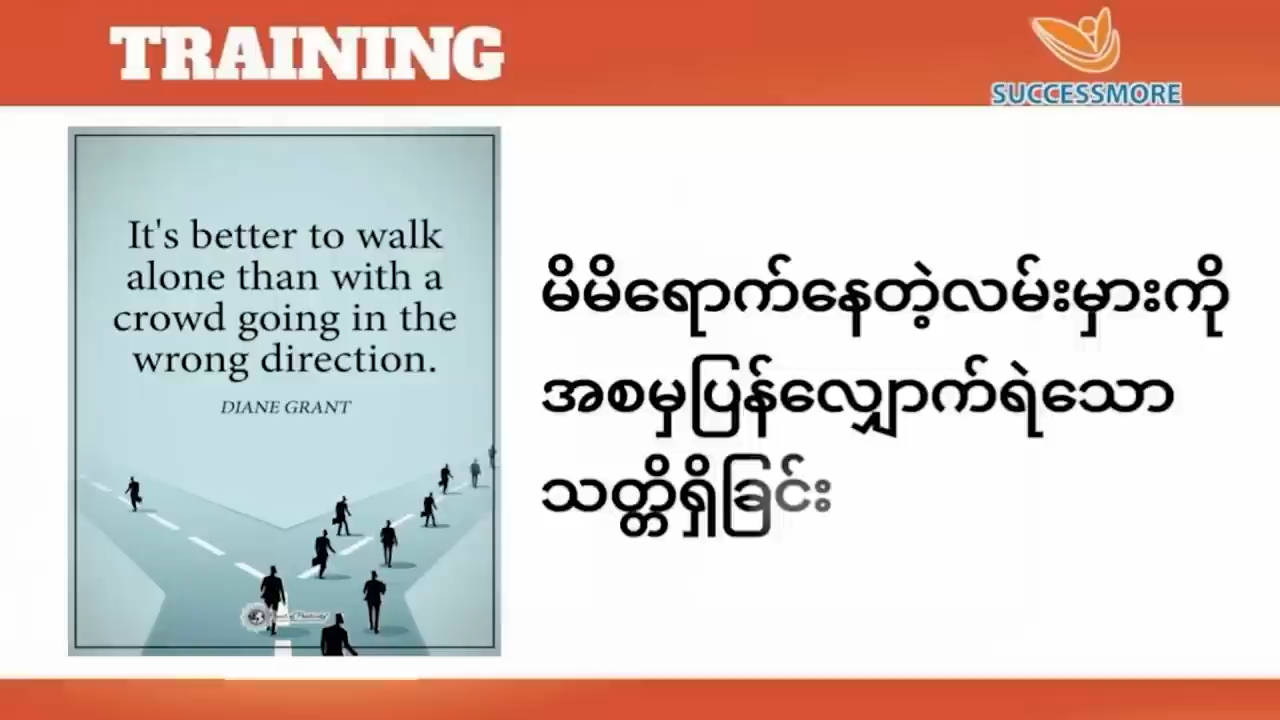 TRAINING
SUCCESSMORE
It's better to walk
alone than with a
crowd going in the
wrong direction.
DIANE GRANT
မိမိရောက်နေတဲ့လမ်းမှားကို
အစမှပြန်လျှောက်ရဲသော
သတ္တိရှိခြင်း